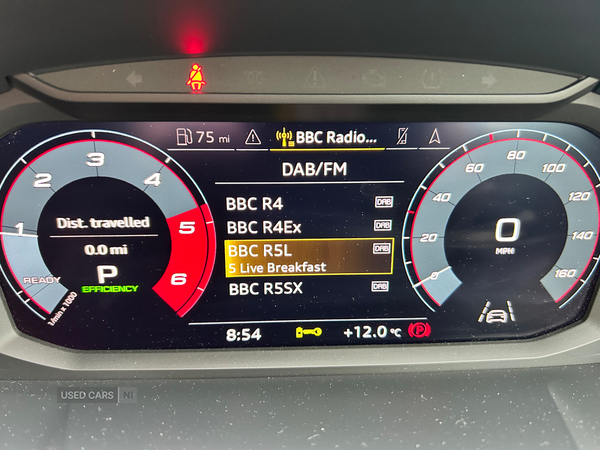 75 mi
BBC Radio...
DAB/FM
BBC R4 DAB
BBC R4Ex DAB
BBC R5L DAB
5 Live Breakfast
BBC R5SX DAB
8:54
+12.0 °C
P
1
2
3
4
5
6
READY
1/min x 1000
Dist. travelled
0.0 mi
P
EFFICIENCY
0
20
40
60
80
100
120
140
160
0
MPH
USED CARS NI